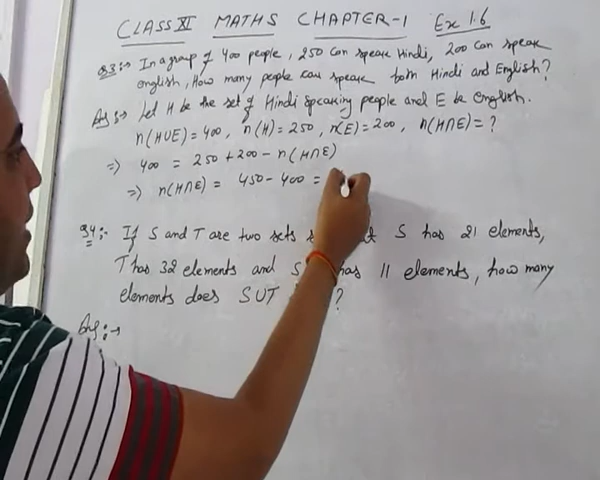 CLASS XI MATHS CHAPTER-1 Ex 1.6
Q3:→ In a group of 400 people, 250 can speak Hindi, 200 can speak
english, How many people can speak both Hindi and English?
Ans:→ Let H be the set of Hindi speaking people and E be English.
n(HUE) = 400, n(H) = 250, n(E) = 200, n(H∩E) = ?
⇒ 400 = 250 + 200 - n(H∩E)
⇒ n(H∩E) = 450 - 400 =
Q4:- If S and T are two sets S has 21 elements,
T has 32 elements and S has 11 elements, how many
elements does SUT ?
Ans:→